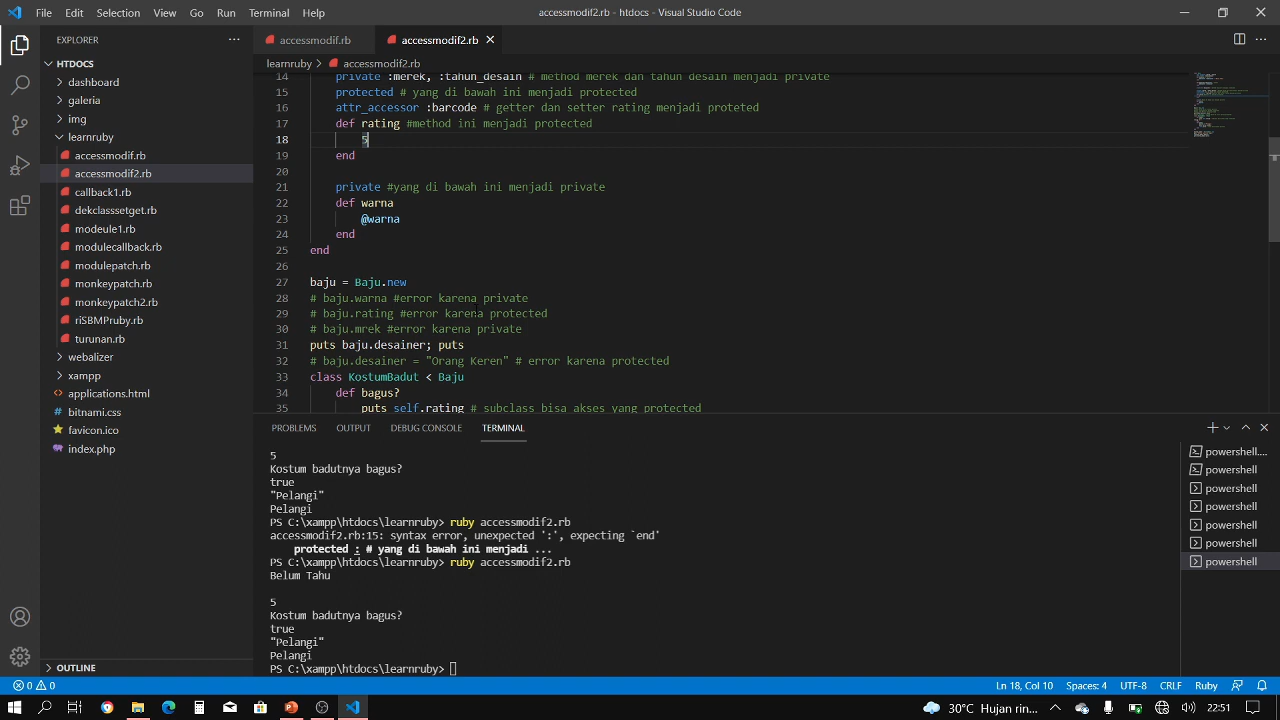 File Edit Selection View Go Run Terminal Help accessmodif2.rb - htdocs - Visual Studio Code
EXPLORER
accessmodif.rb accessmodif2.rb
HTDOCS
learnruby accessmodif2.rb
dashboard
galeria
img
learnruby
accessmodif.rb
accessmodif2.rb
callback1.rb
dekclasssetget.rb
modeule1.rb
modulecallback.rb
modulepatch.rb
monkeypatch.rb
monkeypatch2.rb
riSBMPruby.rb
turunan.rb
webalizer
xampp
applications.html
bitnami.css
favicon.ico
index.php
OUTLINE
14 private :merek, :tahun_desain # method merek dan tahun desain menjadi private
15 protected # yang di bawah ini menjadi protected
16 attr_accessor :barcode # getter dan setter rating menjadi proteted
17 def rating #method ini menjadi protected
18 5
19 end
20
21 private #yang di bawah ini menjadi private
22 def warna
23 @warna
24 end
25 end
26
27 baju = Baju.new
28 # baju.warna #error karena private
29 # baju.rating #error karena protected
30 # baju.mrek #error karena private
31 puts baju.desainer; puts
32 # baju.desainer = "Orang Keren" # error karena protected
33 class KostumBadut < Baju
34 def bagus?
35 puts self.rating # subclass bisa akses yang protected
PROBLEMS OUTPUT DEBUG CONSOLE TERMINAL
5
Kostum badutnya bagus?
true
"Pelangi"
Pelangi
PS C:\xampp\htdocs\learnruby> ruby accessmodif2.rb
accessmodif2.rb:15: syntax error, unexpected ':', expecting `end'
protected : # yang di bawah ini menjadi ...
PS C:\xampp\htdocs\learnruby> ruby accessmodif2.rb
Belum Tahu
5
Kostum badutnya bagus?
true
"Pelangi"
Pelangi
PS C:\xampp\htdocs\learnruby>
powershell...
powershell
powershell
powershell
powershell
powershell
powershell
0 0 Ln 18, Col 10 Spaces: 4 UTF-8 CRLF Ruby
30°C Hujan rin... 22:51